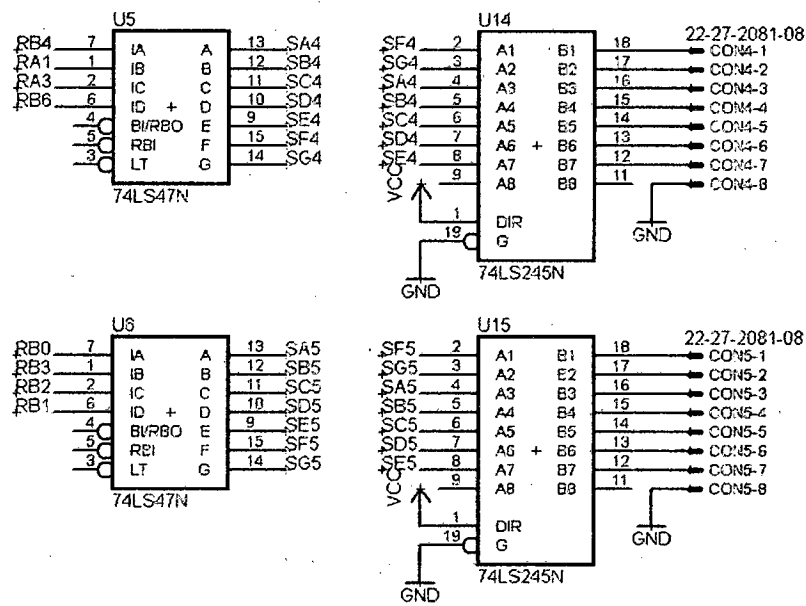 U5
RB4 7 IA A 13 SA4
RA1 1 IB B 12 SB4
RA3 2 IC C 11 SC4
RB6 6 ID + D 10 SD4
4 BI/RBO E 9 SE4
5 RBI F 15 SF4
3 LT G 14 SG4
74LS47N
U14
22-27-2081-08
SF4 2 A1 B1 18 CON4-1
SG4 3 A2 B2 17 CON4-2
SA4 4 A3 B3 16 CON4-3
SB4 5 A4 B4 15 CON4-4
SC4 6 A5 B5 14 CON4-5
SD4 7 A6 + B6 13 CON4-6
SE4 8 A7 B7 12 CON4-7
VCC 9 A8 B8 11 CON4-8
1 DIR
19 G
GND
GND
74LS245N
U6
RB0 7 IA A 13 SA5
RB3 1 IB B 12 SB5
RB2 2 IC C 11 SC5
RB1 6 ID + D 10 SD5
4 BI/RBO E 9 SE5
5 RBI F 15 SF5
3 LT G 14 SG5
74LS47N
U15
22-27-2081-08
SF5 2 A1 B1 18 CON5-1
SG5 3 A2 B2 17 CON5-2
SA5 4 A3 B3 16 CON5-3
SB5 5 A4 B4 15 CON5-4
SC5 6 A5 B5 14 CON5-5
SD5 7 A6 + B6 13 CON5-6
SE5 8 A7 B7 12 CON5-7
VCC 9 A8 B8 11 CON5-8
1 DIR
19 G
GND
GND
74LS245N